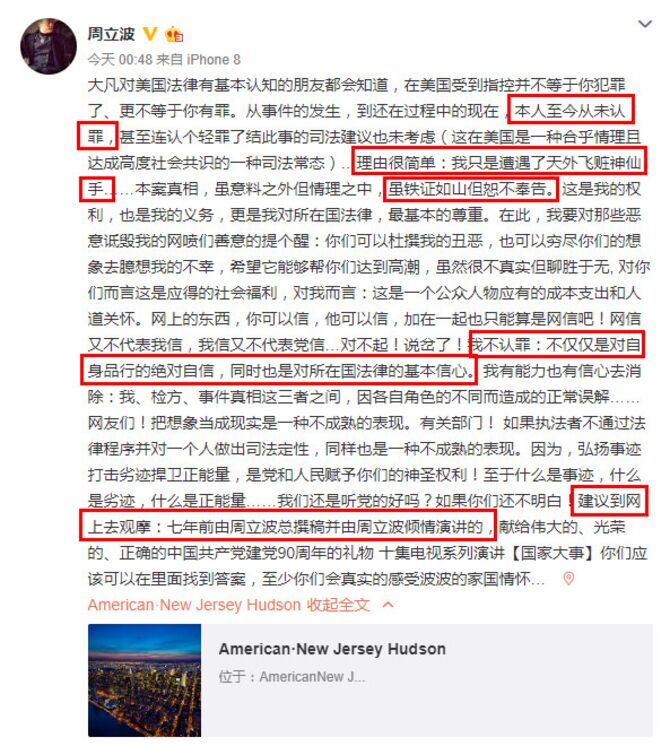 周立波
今天 00:48 来自 iPhone 8
大凡对美国法律有基本认知的朋友都会知道，在美国受到指控并不等于你犯罪
了、更不等于你有罪。从事件的发生，到还在过程中的现在，本人至今从未认
罪，甚至连认个轻罪了结此事的司法建议也未考虑（这在美国是一种合乎情理且
达成高度社会共识的一种司法常态）...理由很简单：我只是遭遇了天外飞赃神仙
手……本案真相，虽意料之外但情理之中，虽铁证如山但恕不奉告。这是我的权
利，也是我的义务，更是我对所在国法律，最基本的尊重。在此，我要对那些恶
意诋毁我的网喷们善意的提个醒：你们可以杜撰我的丑恶，也可以穷尽你们的想
象去臆想我的不幸，希望它能够帮你们达到高潮，虽然很不真实但聊胜于无, 对你
们而言这是应得的社会福利，对我而言：这是一个公众人物应有的成本支出和人
道关怀。网上的东西，你可以信，他可以信，加在一起也只能算是网信吧！网信
又不代表我信，我信又不代表党信...对不起！说岔了！我不认罪：不仅仅是对自
身品行的绝对自信，同时也是对所在国法律的基本信心。我有能力也有信心去消
除：我、检方、事件真相这三者之间，因各自角色的不同而造成的正常误解……
网友们！把想象当成现实是一种不成熟的表现。有关部门！ 如果执法者不通过法
律程序并对一个人做出司法定性，同样也是一种不成熟的表现。因为，弘扬事迹
打击劣迹捍卫正能量，是党和人民赋予你们的神圣权利！至于什么是事迹，什么
是劣迹，什么是正能量……我们还是听党的好吗？如果你们还不明白！建议到网
上去观摩：七年前由周立波总撰稿并由周立波倾情演讲的，献给伟大的、光荣
的、正确的中国共产党建党90周年的礼物 十集电视系列演讲【国家大事】你们应
该可以在里面找到答案，至少你们会真实的感受波波的家国情怀...
American·New Jersey Hudson 收起全文
American·New Jersey Hudson
位于：AmericanNew J...